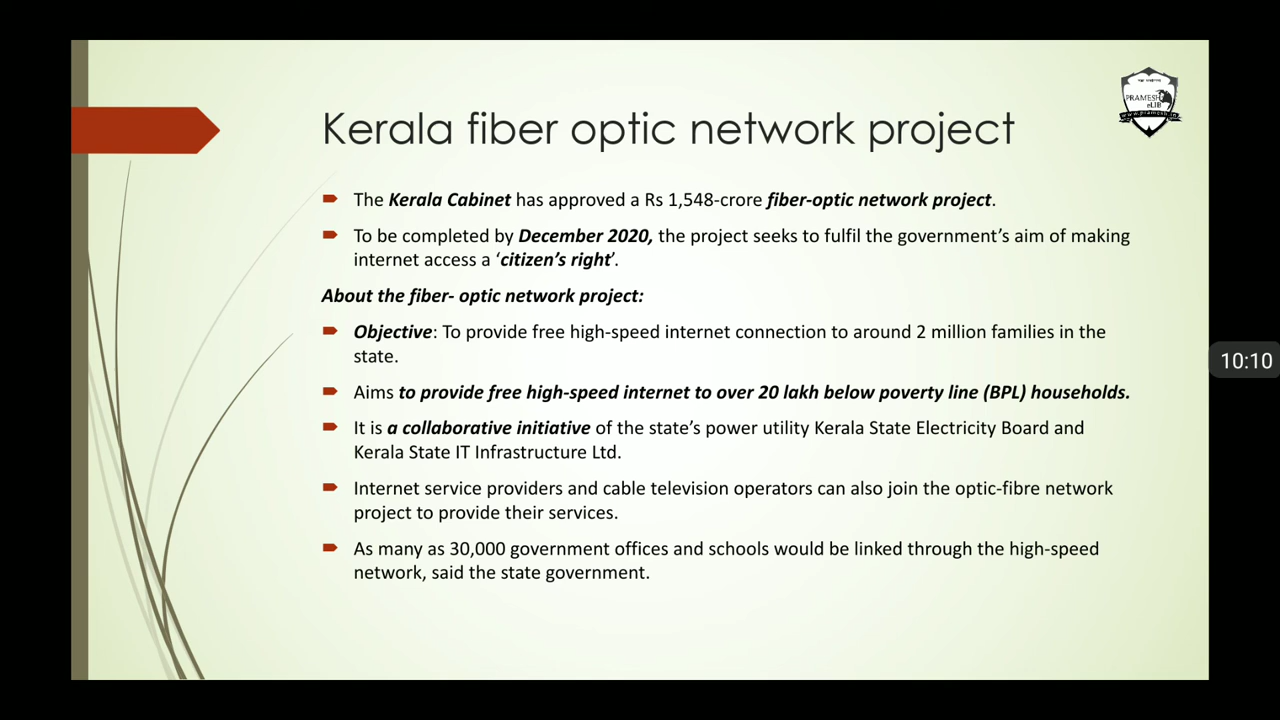 Kerala fiber optic network project
PRAMESH
eLIB
www.pramesh.in
The Kerala Cabinet has approved a Rs 1,548-crore fiber-optic network project.
To be completed by December 2020, the project seeks to fulfil the government’s aim of making
internet access a ‘citizen’s right’.
About the fiber- optic network project:
Objective: To provide free high-speed internet connection to around 2 million families in the
state.
Aims to provide free high-speed internet to over 20 lakh below poverty line (BPL) households.
10:10
It is a collaborative initiative of the state’s power utility Kerala State Electricity Board and
Kerala State IT Infrastructure Ltd.
Internet service providers and cable television operators can also join the optic-fibre network
project to provide their services.
As many as 30,000 government offices and schools would be linked through the high-speed
network, said the state government.